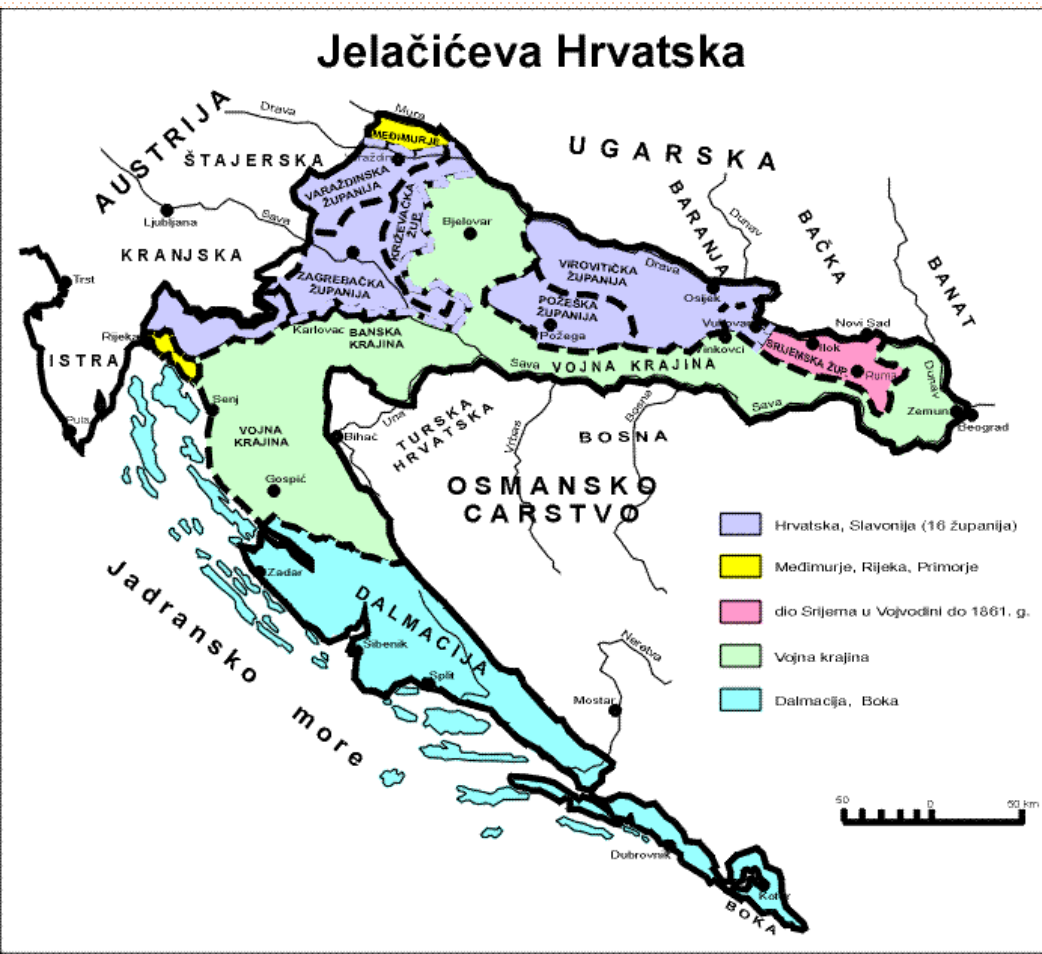 Jelačićeva Hrvatska
AUSTRIJA
Drava
Mura
MEĐIMURJE
UGARSKA
ŠTAJERSKA
Varaždin
VARAŽDINSKA
ŽUPANIJA
KRIŽEVAČKA
ŽUP.
Bjelovar
Ljubljana
Sava
KRANJSKA
ZAGREBAČKA
ŽUPANIJA
BARANJA
Dunav
BAČKA
BANAT
VIROVITIČKA
ŽUPANIJA
Drava
Osijek
POŽEŠKA
ŽUPANIJA
Požega
Vukovar
Vinkovci
Novi Sad
Ilok
SRIJEMSKA ŽUP.
Ruma
Dunav
Zemun
Beograd
Trst
Rijeka
ISTRA
Pula
Karlovac
BANSKA
KRAJINA
Sava
VOJNA KRAJINA
Sava
Senj
VOJNA
KRAJINA
Gospić
Una
Bihać
TURSKA
HRVATSKA
Vrbas
Bosna
BOSNA
OSMANSKO
CARSTVO
Hrvatska, Slavonija (16 županija)
Međimurje, Rijeka, Primorje
dio Srijema u Vojvodini do 1861. g.
Vojna krajina
Dalmacija, Boka
Jadransko more
Zadar
DALMACIJA
Šibenik
Split
Neretva
Mostar
50 0 50 km
Dubrovnik
Kotor
BOKA